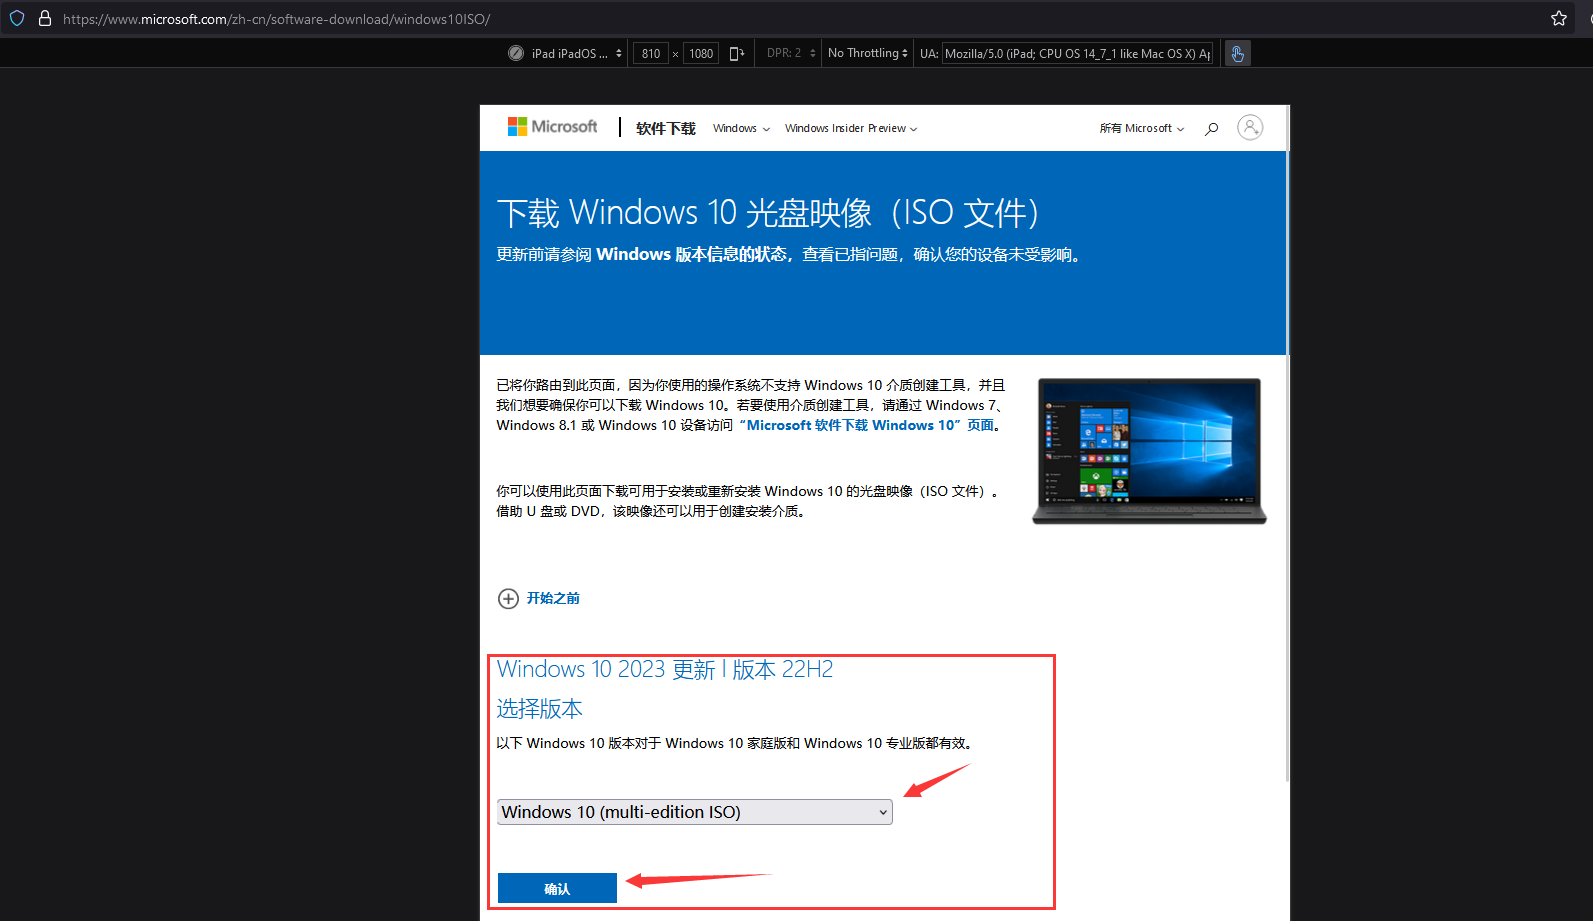 https://www.microsoft.com/zh-cn/software-download/windows10ISO/
iPad iPadOS ... 810 × 1080 DPR: 2 No Throttling UA: Mozilla/5.0 (iPad; CPU OS 14_7_1 like Mac OS X) A
Microsoft 软件下载 Windows Windows Insider Preview 所有 Microsoft
下载 Windows 10 光盘映像（ISO 文件）
更新前请参阅 Windows 版本信息的状态，查看已指问题，确认您的设备未受影响。
已将你路由到此页面，因为你使用的操作系统不支持 Windows 10 介质创建工具，并且
我们想要确保你可以下载 Windows 10。若要使用介质创建工具，请通过 Windows 7、
Windows 8.1 或 Windows 10 设备访问“Microsoft 软件下载 Windows 10”页面。
你可以使用此页面下载可用于安装或重新安装 Windows 10 的光盘映像（ISO 文件）。
借助 U 盘或 DVD，该映像还可以用于创建安装介质。
开始之前
Windows 10 2023 更新 | 版本 22H2
选择版本
以下 Windows 10 版本对于 Windows 10 家庭版和 Windows 10 专业版都有效。
Windows 10 (multi-edition ISO)
确认